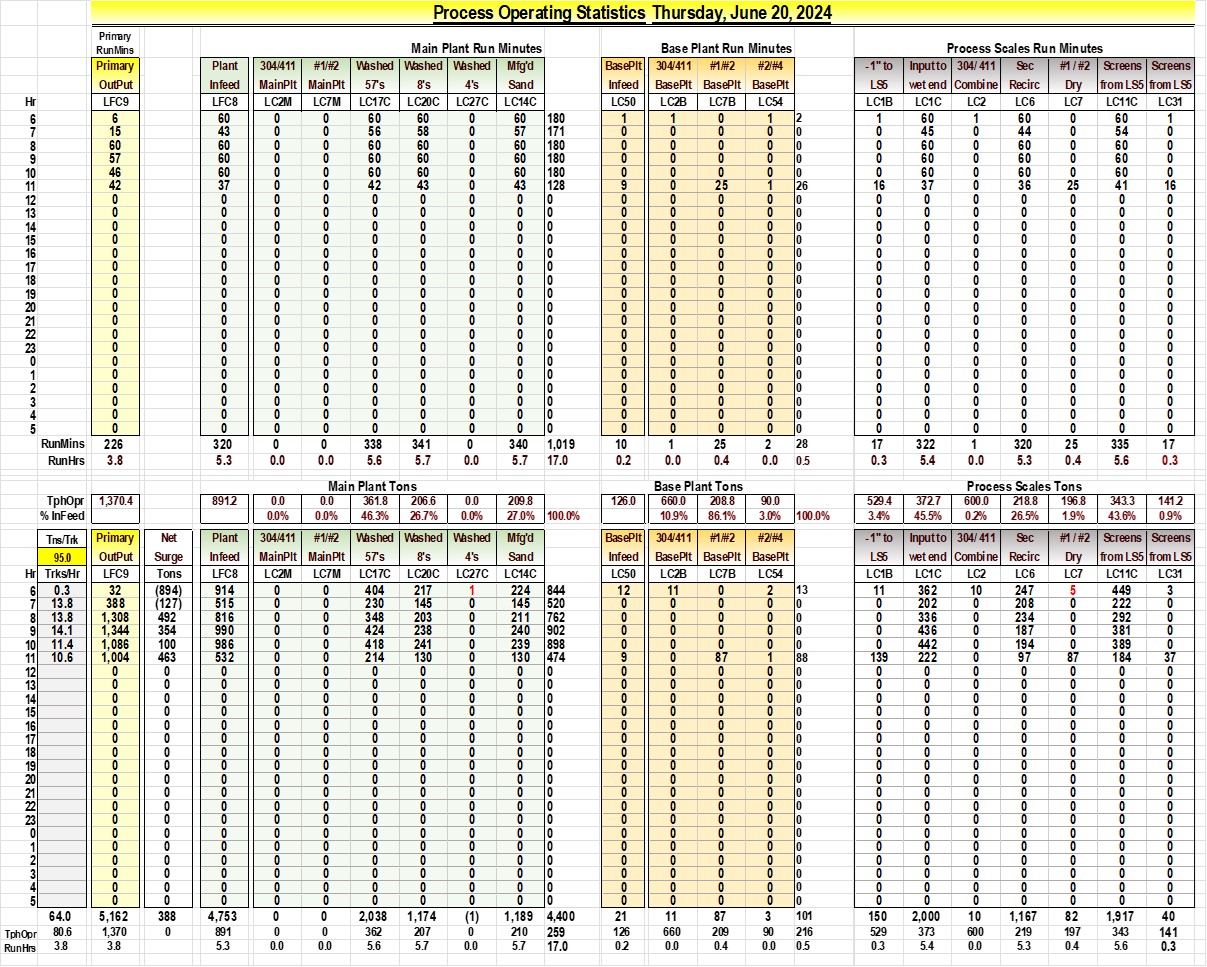 Process Operating Statistics Thursday, June 20, 2024
Primary
RunMins Main Plant Run Minutes Base Plant Run Minutes Process Scales Run Minutes
Primary Plant 304/411 #1/#2 Washed Washed Washed Mfg'd BasePlt 304/411 #1/#2 #2/#4 - 1" to Input to 304/ 411 Sec #1 / #2 Screens Screens
OutPut Infeed MainPlt MainPlt 57's 8's 4's Sand Infeed BasePlt BasePlt BasePlt LS5 wet end Combine Recirc Dry from LS5 from LS5
Hr LFC9 LFC8 LC2M LC7M LC17C LC20C LC27C LC14C LC50 LC2B LC7B LC54 LC1B LC1C LC2 LC6 LC7 LC11C LC31
6 6 60 0 0 60 60 0 60 180 1 1 0 1 2 1 60 1 60 0 60 1
7 15 43 0 0 56 58 0 57 171 0 0 0 0 0 0 45 0 44 0 54 0
8 60 60 0 0 60 60 0 60 180 0 0 0 0 0 0 60 0 60 0 60 0
9 57 60 0 0 60 60 0 60 180 0 0 0 0 0 0 60 0 60 0 60 0
10 46 60 0 0 60 60 0 60 180 0 0 0 0 0 0 60 0 60 0 60 0
11 42 37 0 0 42 43 0 43 128 9 0 25 1 26 16 37 0 36 25 41 16
12 0 0 0 0 0 0 0 0 0 0 0 0 0 0 0 0 0 0 0 0 0
13 0 0 0 0 0 0 0 0 0 0 0 0 0 0 0 0 0 0 0 0 0
14 0 0 0 0 0 0 0 0 0 0 0 0 0 0 0 0 0 0 0 0 0
15 0 0 0 0 0 0 0 0 0 0 0 0 0 0 0 0 0 0 0 0 0
16 0 0 0 0 0 0 0 0 0 0 0 0 0 0 0 0 0 0 0 0 0
17 0 0 0 0 0 0 0 0 0 0 0 0 0 0 0 0 0 0 0 0 0
18 0 0 0 0 0 0 0 0 0 0 0 0 0 0 0 0 0 0 0 0 0
19 0 0 0 0 0 0 0 0 0 0 0 0 0 0 0 0 0 0 0 0 0
20 0 0 0 0 0 0 0 0 0 0 0 0 0 0 0 0 0 0 0 0 0
21 0 0 0 0 0 0 0 0 0 0 0 0 0 0 0 0 0 0 0 0 0
22 0 0 0 0 0 0 0 0 0 0 0 0 0 0 0 0 0 0 0 0 0
23 0 0 0 0 0 0 0 0 0 0 0 0 0 0 0 0 0 0 0 0 0
0 0 0 0 0 0 0 0 0 0 0 0 0 0 0 0 0 0 0 0 0 0
1 0 0 0 0 0 0 0 0 0 0 0 0 0 0 0 0 0 0 0 0 0
2 0 0 0 0 0 0 0 0 0 0 0 0 0 0 0 0 0 0 0 0 0
3 0 0 0 0 0 0 0 0 0 0 0 0 0 0 0 0 0 0 0 0 0
4 0 0 0 0 0 0 0 0 0 0 0 0 0 0 0 0 0 0 0 0 0
5 0 0 0 0 0 0 0 0 0 0 0 0 0 0 0 0 0 0 0 0 0
RunMins 226 320 0 0 338 341 0 340 1,019 10 1 25 2 28 17 322 1 320 25 335 17
RunHrs 3.8 5.3 0.0 0.0 5.6 5.7 0.0 5.7 17.0 0.2 0.0 0.4 0.0 0.5 0.3 5.4 0.0 5.3 0.4 5.6 0.3
Main Plant Tons Base Plant Tons Process Scales Tons
TphOpr 1,370.4 891.2 0.0 0.0 361.8 206.6 0.0 209.8 126.0 660.0 208.8 90.0 529.4 372.7 600.0 218.8 196.8 343.3 141.2
% InFeed 0.0% 0.0% 46.3% 26.7% 0.0% 27.0% 100.0% 10.9% 86.1% 3.0% 100.0% 3.4% 45.5% 0.2% 26.5% 1.9% 43.6% 0.9%
Tns/Trk Primary Net Plant 304/411 #1/#2 Washed Washed Washed Mfg'd BasePlt 304/411 #1/#2 #2/#4 - 1" to Input to 304/ 411 Sec #1 / #2 Screens Screens
95.0 OutPut Surge Infeed MainPlt MainPlt 57's 8's 4's Sand Infeed BasePlt BasePlt BasePlt LS5 wet end Combine Recirc Dry from LS5 from LS5
Hr Trks/Hr LFC9 Tons LFC8 LC2M LC7M LC17C LC20C LC27C LC14C LC50 LC2B LC7B LC54 LC1B LC1C LC2 LC6 LC7 LC11C LC31
6 0.3 32 (894) 914 0 0 404 217 1 224 844 12 11 0 2 13 11 362 10 247 5 449 3
7 13.8 388 (127) 515 0 0 230 145 0 145 520 0 0 0 0 0 0 202 0 208 0 222 0
8 13.8 1,308 492 816 0 0 348 203 0 211 762 0 0 0 0 0 0 336 0 234 0 292 0
9 14.1 1,344 354 990 0 0 424 238 0 240 902 0 0 0 0 0 0 436 0 187 0 381 0
10 11.4 1,086 100 986 0 0 418 241 0 239 898 0 0 0 0 0 0 442 0 194 0 389 0
11 10.6 1,004 463 532 0 0 214 130 0 130 474 9 0 87 1 88 139 222 0 97 87 184 37
12 0 0 0 0 0 0 0 0 0 0 0 0 0 0 0 0 0 0 0 0 0 0
13 0 0 0 0 0 0 0 0 0 0 0 0 0 0 0 0 0 0 0 0 0 0
14 0 0 0 0 0 0 0 0 0 0 0 0 0 0 0 0 0 0 0 0 0 0
15 0 0 0 0 0 0 0 0 0 0 0 0 0 0 0 0 0 0 0 0 0 0
16 0 0 0 0 0 0 0 0 0 0 0 0 0 0 0 0 0 0 0 0 0 0
17 0 0 0 0 0 0 0 0 0 0 0 0 0 0 0 0 0 0 0 0 0 0
18 0 0 0 0 0 0 0 0 0 0 0 0 0 0 0 0 0 0 0 0 0 0
19 0 0 0 0 0 0 0 0 0 0 0 0 0 0 0 0 0 0 0 0 0 0
20 0 0 0 0 0 0 0 0 0 0 0 0 0 0 0 0 0 0 0 0 0 0
21 0 0 0 0 0 0 0 0 0 0 0 0 0 0 0 0 0 0 0 0 0 0
22 0 0 0 0 0 0 0 0 0 0 0 0 0 0 0 0 0 0 0 0 0 0
23 0 0 0 0 0 0 0 0 0 0 0 0 0 0 0 0 0 0 0 0 0 0
0 0 0 0 0 0 0 0 0 0 0 0 0 0 0 0 0 0 0 0 0 0 0
1 0 0 0 0 0 0 0 0 0 0 0 0 0 0 0 0 0 0 0 0 0 0
2 0 0 0 0 0 0 0 0 0 0 0 0 0 0 0 0 0 0 0 0 0 0
3 0 0 0 0 0 0 0 0 0 0 0 0 0 0 0 0 0 0 0 0 0 0
4 0 0 0 0 0 0 0 0 0 0 0 0 0 0 0 0 0 0 0 0 0 0
5 0 0 0 0 0 0 0 0 0 0 0 0 0 0 0 0 0 0 0 0 0 0
64.0 5,162 388 4,753 0 0 2,038 1,174 (1) 1,189 4,400 21 11 87 3 101 150 2,000 10 1,167 82 1,917 40
TphOpr 80.6 1,370 0 891 0 0 362 207 0 210 259 126 660 209 90 216 529 373 600 219 197 343 141
RunHrs 3.8 3.8 5.3 0.0 0.0 5.6 5.7 0.0 5.7 17.0 0.2 0.0 0.4 0.0 0.5 0.3 5.4 0.0 5.3 0.4 5.6 0.3